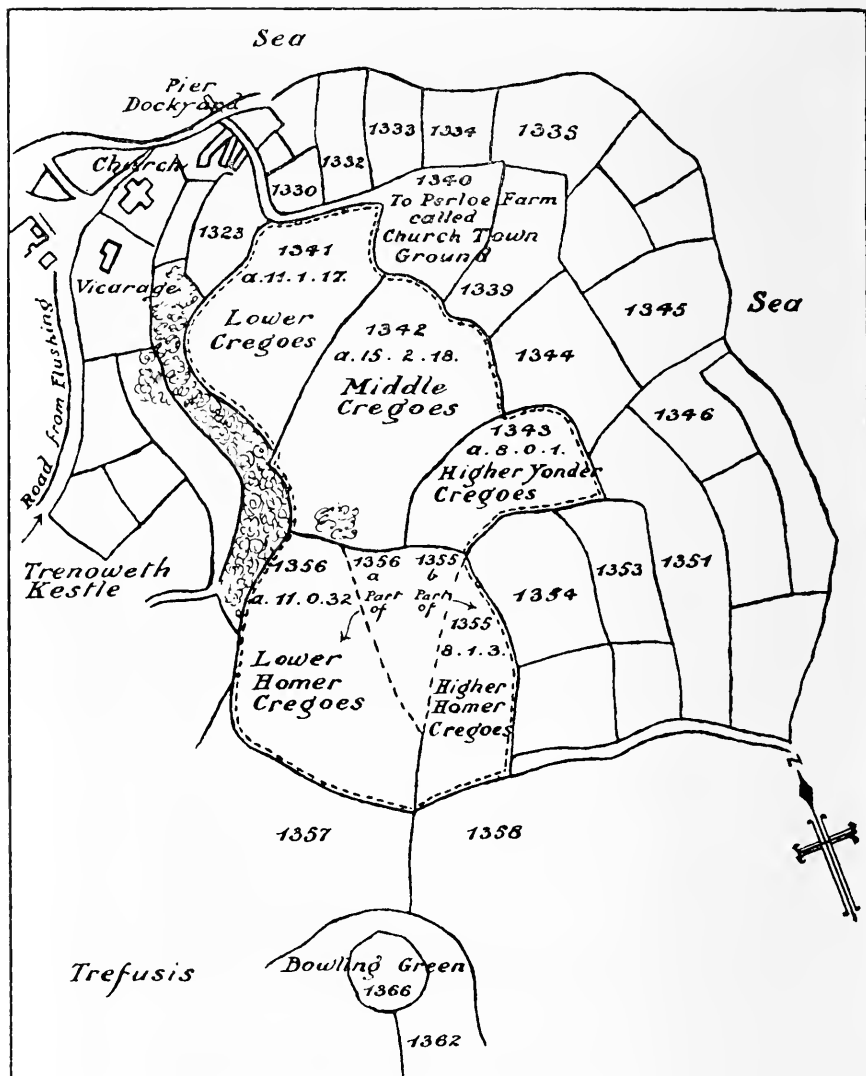 Sea
Pier
Dockyard
Church
Vicarage
Road from Flushing
Trenoweth
Kestle
1323
1330
1332
1333
1334
1335
1340
To Psrloe Farm
called
Church Town
Ground
1339
1341
a.11.1.17.
Lower
Cregoes
1342
a.15.2.18.
Middle
Cregoes
1343
a.8.0.1.
Higher Yonder
Cregoes
1344
1345
Sea
1346
1351
1353
1354
1356
a.11.0.32
Lower
Homer
Cregoes
1356
a
Part
of
1355
b
Part
of
1355
8.1.3.
Higher
Homer
Cregoes
1357
1358
Trefusis
Bowling Green
1366
1362
N